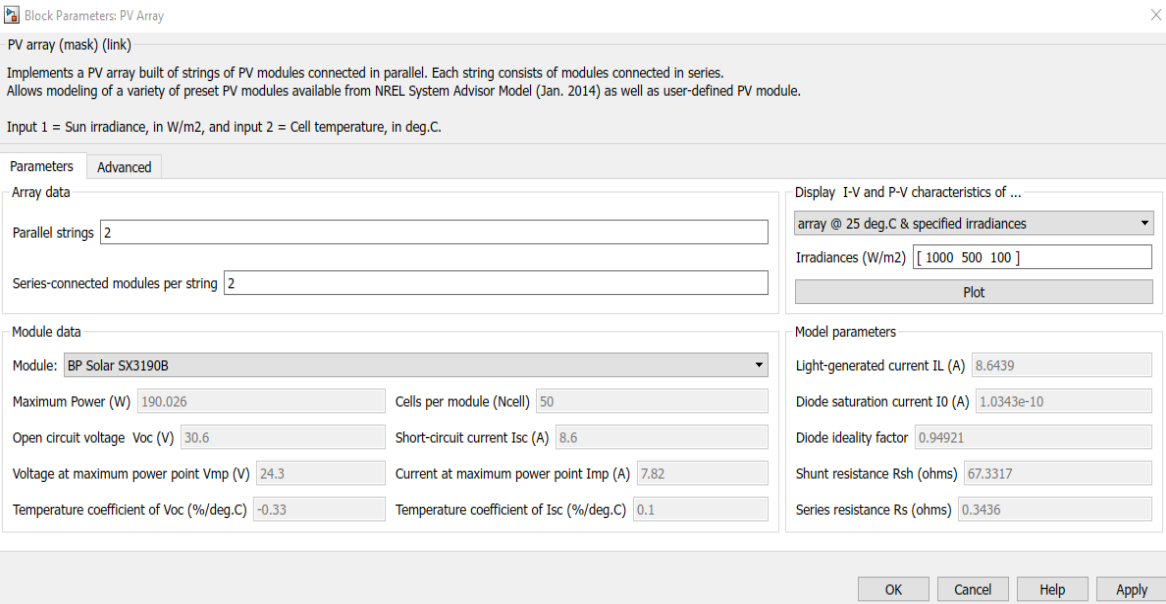 Block Parameters: PV Array
PV array (mask) (link)
Implements a PV array built of strings of PV modules connected in parallel. Each string consists of modules connected in series.
Allows modeling of a variety of preset PV modules available from NREL System Advisor Model (Jan. 2014) as well as user-defined PV module.
Input 1 = Sun irradiance, in W/m2, and input 2 = Cell temperature, in deg.C.
Parameters Advanced
Array data
Parallel strings 2
Series-connected modules per string 2
Display I-V and P-V characteristics of ...
array @ 25 deg.C & specified irradiances
Irradiances (W/m2) [ 1000 500 100 ]
Plot
Module data
Module: BP Solar SX3190B
Maximum Power (W) 190.026 Cells per module (Ncell) 50
Open circuit voltage Voc (V) 30.6 Short-circuit current Isc (A) 8.6
Voltage at maximum power point Vmp (V) 24.3 Current at maximum power point Imp (A) 7.82
Temperature coefficient of Voc (%/deg.C) -0.33 Temperature coefficient of Isc (%/deg.C) 0.1
Model parameters
Light-generated current IL (A) 8.6439
Diode saturation current I0 (A) 1.0343e-10
Diode ideality factor 0.94921
Shunt resistance Rsh (ohms) 67.3317
Series resistance Rs (ohms) 0.3436
OK Cancel Help Apply